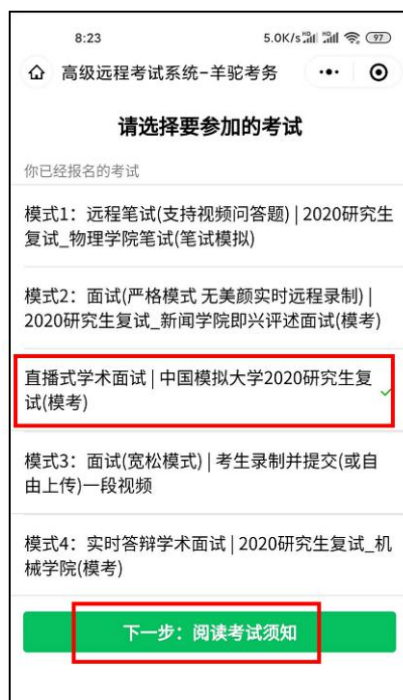 8:23
5.0K/s HD HD 97
高级远程考试系统-羊驼考务
请选择要参加的考试
你已经报名的考试
模式1：远程笔试(支持视频问答题) | 2020研究生
复试_物理学院笔试(笔试模拟)
模式2：面试(严格模式 无美颜实时远程录制) |
2020研究生复试_新闻学院即兴评述面试(模考)
直播式学术面试 | 中国模拟大学2020研究生复
试(模考)
模式3：面试(宽松模式) | 考生录制并提交(或自
由上传)一段视频
模式4：实时答辩学术面试 | 2020研究生复试_机
械学院(模考)
下一步：阅读考试须知